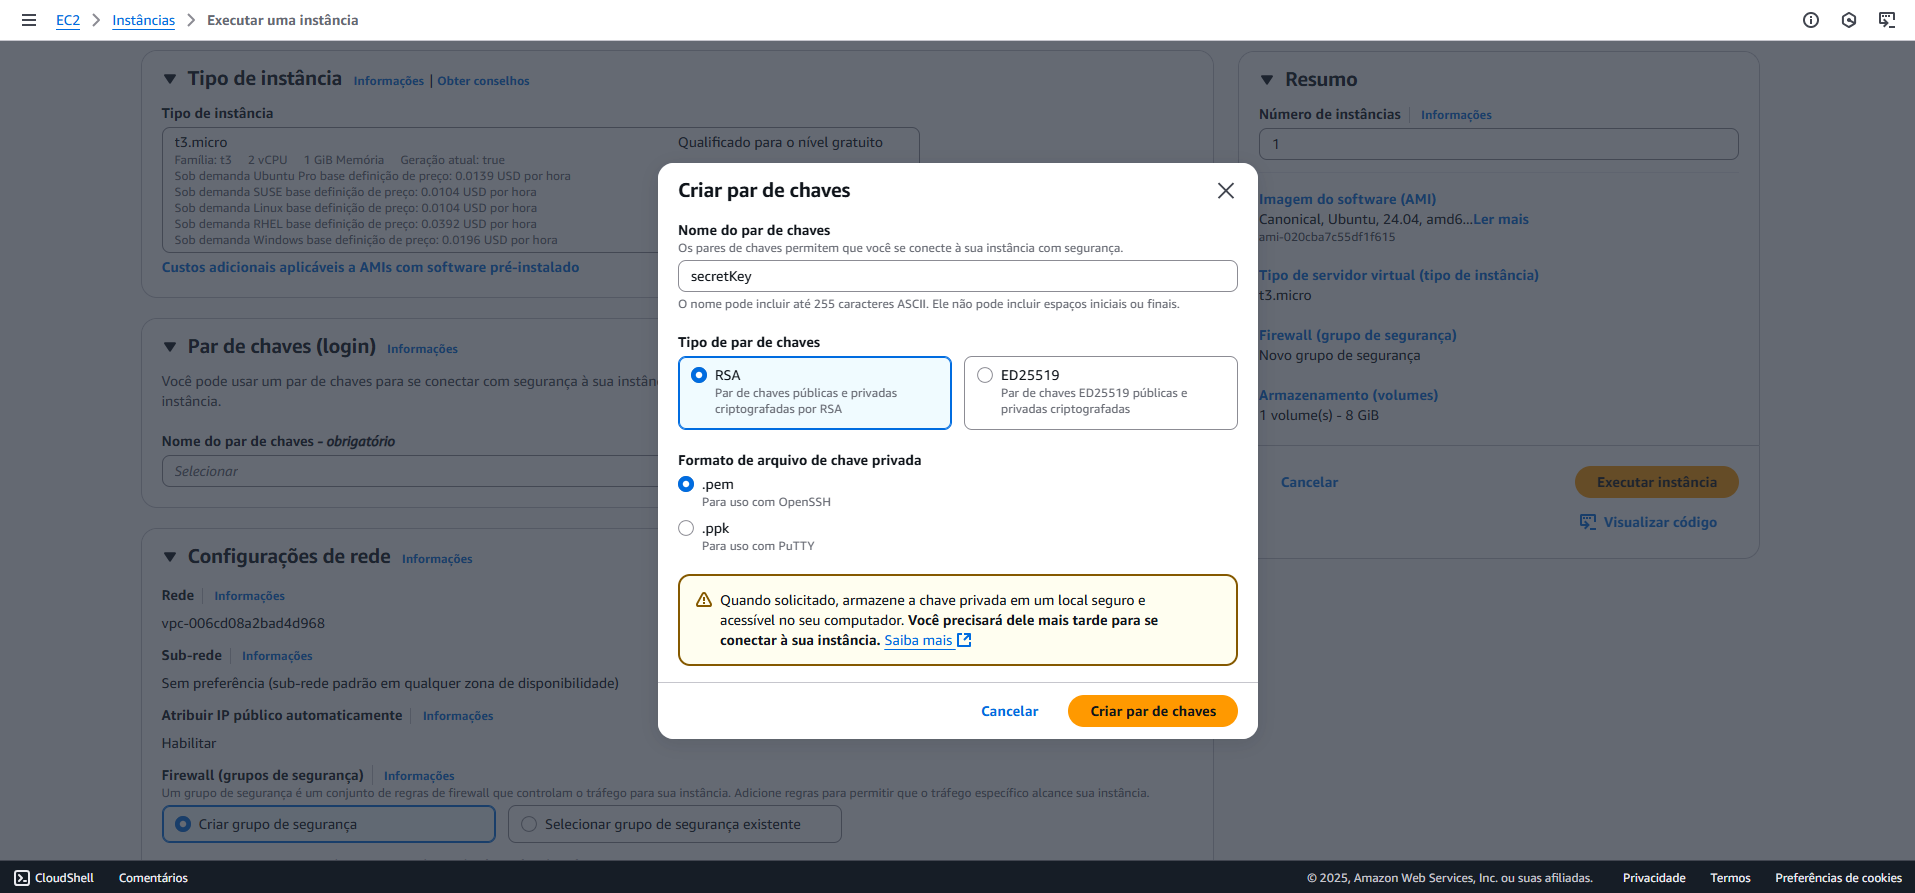 EC2 > Instâncias > Executar uma instância
Tipo de instância Informações | Obter conselhos
Tipo de instância
t3.micro Qualificado para o nível gratuito
Família: t3 2 vCPU 1 GiB Memória Geração atual: true
Sob demanda Ubuntu Pro base definição de preço: 0.0139 USD por hora
Sob demanda SUSE base definição de preço: 0.0104 USD por hora
Sob demanda Linux base definição de preço: 0.0104 USD por hora
Sob demanda RHEL base definição de preço: 0.0392 USD por hora
Sob demanda Windows base definição de preço: 0.0196 USD por hora
Custos adicionais aplicáveis a AMIs com software pré-instalado
Par de chaves (login) Informações
Você pode usar um par de chaves para se conectar com segurança à sua instân
instância.
Nome do par de chaves - obrigatório
Selecionar
Configurações de rede Informações
Rede Informações
vpc-006cd08a2bad4d968
Sub-rede Informações
Sem preferência (sub-rede padrão em qualquer zona de disponibilidade)
Atribuir IP público automaticamente Informações
Habilitar
Firewall (grupos de segurança) Informações
Um grupo de segurança é um conjunto de regras de firewall que controlam o tráfego para sua instância. Adicione regras para permitir que o tráfego específico alcance sua instância.
Criar grupo de segurança Selecionar grupo de segurança existente
Criar par de chaves
Nome do par de chaves
Os pares de chaves permitem que você se conecte à sua instância com segurança.
secretKey
O nome pode incluir até 255 caracteres ASCII. Ele não pode incluir espaços iniciais ou finais.
Tipo de par de chaves
RSA
Par de chaves públicas e privadas
criptografadas por RSA
ED25519
Par de chaves ED25519 públicas e
privadas criptografadas
Formato de arquivo de chave privada
.pem
Para uso com OpenSSH
.ppk
Para uso com PuTTY
Quando solicitado, armazene a chave privada em um local seguro e
acessível no seu computador. Você precisará dele mais tarde para se
conectar à sua instância. Saiba mais
Cancelar Criar par de chaves
Resumo
Número de instâncias Informações
1
Imagem do software (AMI)
Canonical, Ubuntu, 24.04, amd6...Ler mais
ami-020cba7c55df1f615
Tipo de servidor virtual (tipo de instância)
t3.micro
Firewall (grupo de segurança)
Novo grupo de segurança
Armazenamento (volumes)
1 volume(s) - 8 GiB
Cancelar Executar instância
Visualizar código
CloudShell Comentários © 2025, Amazon Web Services, Inc. ou suas afiliadas. Privacidade Termos Preferências de cookies